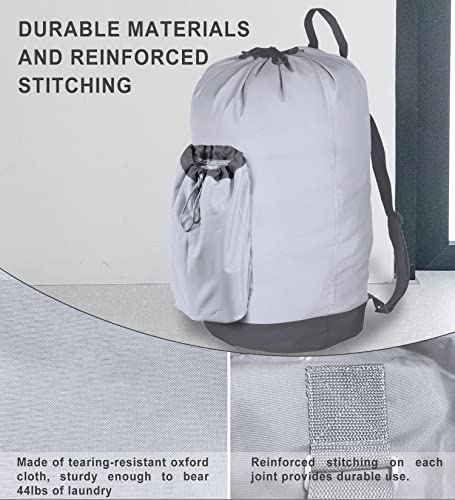 DURABLE MATERIALS
AND REINFORCED
STITCHING
Made of tearing-resistant oxford
cloth, sturdy enough to bear
44lbs of laundry
Reinforced stitching on each
joint provides durable use.